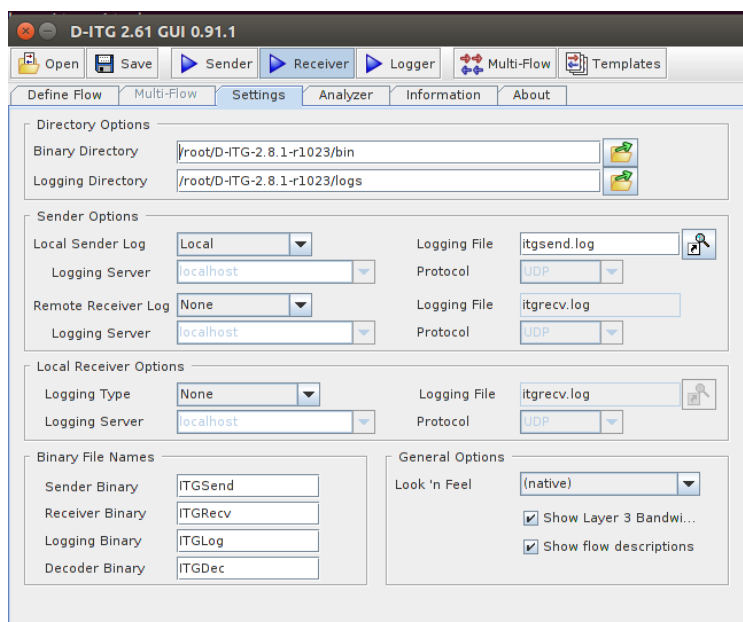 D-ITG 2.61 GUI 0.91.1
Open Save Sender Receiver Logger Multi-Flow Templates
Define Flow Multi-Flow Settings Analyzer Information About
Directory Options
Binary Directory /root/D-ITG-2.8.1-r1023/bin
Logging Directory /root/D-ITG-2.8.1-r1023/logs
Sender Options
Local Sender Log Local Logging File itgsend.log
Logging Server localhost Protocol UDP
Remote Receiver Log None Logging File itgrecv.log
Logging Server localhost Protocol UDP
Local Receiver Options
Logging Type None Logging File itgrecv.log
Logging Server localhost Protocol UDP
Binary File Names General Options
Sender Binary ITGSend Look 'n Feel (native)
Receiver Binary ITGRecv Show Layer 3 Bandwi...
Logging Binary ITGLog Show flow descriptions
Decoder Binary ITGDec